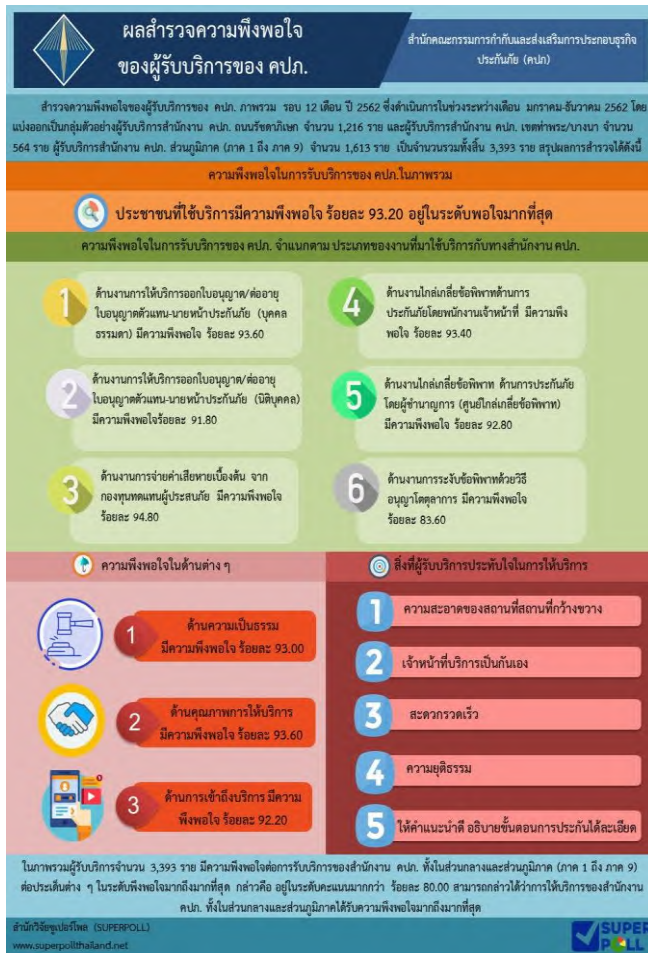 ผลสำรวจความพึงพอใจ
ของผู้รับบริการของ คปภ.
สำนักคณะกรรมการกำกับและส่งเสริมการประกอบธุรกิจ
ประกันภัย (คปภ)
สำรวจความพึงพอใจของผู้รับบริการของ คปภ. ภาพรวม รอบ 12 เดือน ปี 2562 ซึ่งดำเนินการในช่วงระหว่างเดือน มกราคม-ธันวาคม 2562 โดย
แบ่งออกเป็นกลุ่มตัวอย่างผู้รับบริการสำนักงาน คปภ. ถนนรัชดาภิเษก จำนวน 1,216 ราย และผู้รับบริการสำนักงาน คปภ. เขตท่าพระ/บางนา จำนวน
564 ราย ผู้รับบริการสำนักงาน คปภ. ส่วนภูมิภาค (ภาค 1 ถึง ภาค 9) จำนวน 1,613 ราย เป็นจำนวนรวมทั้งสิ้น 3,393 ราย สรุปผลการสำรวจได้ดังนี้
ความพึงพอใจในการรับบริการของ คปภ.ในภาพรวม
ประชาชนที่ใช้บริการมีความพึงพอใจ ร้อยละ 93.20 อยู่ในระดับพอใจมากที่สุด
ความพึงพอใจในการรับบริการของ คปภ. จำแนกตาม ประเภทของงานที่มาใช้บริการกับทางสำนักงาน คปภ.
1
ด้านงานการให้บริการออกใบอนุญาต/ต่ออายุ
ใบอนุญาตตัวแทน-นายหน้าประกันภัย (บุคคล
ธรรมดา) มีความพึงพอใจ ร้อยละ 93.60
2
ด้านงานการให้บริการออกใบอนุญาต/ต่ออายุ
ใบอนุญาตตัวแทน-นายหน้าประกันภัย (นิติบุคคล)
มีความพึงพอใจร้อยละ 91.80
3
ด้านงานการจ่ายค่าเสียหายเบื้องต้น จาก
กองทุนทดแทนผู้ประสบภัย มีความพึงพอใจ
ร้อยละ 94.80
4
ด้านงานไกล่เกลี่ยข้อพิพาทด้านการ
ประกันภัยโดยพนักงานเจ้าหน้าที่ มีความพึง
พอใจ ร้อยละ 93.40
5
ด้านงานไกล่เกลี่ยข้อพิพาท ด้านการประกันภัย
โดยผู้ชำนาญการ (ศูนย์ไกล่เกลี่ยข้อพิพาท)
มีความพึงพอใจ ร้อยละ 92.80
6
ด้านงานการระงับข้อพิพาทด้วยวิธี
อนุญาโตตุลาการ มีความพึงพอใจ
ร้อยละ 83.60
ความพึงพอใจในด้านต่าง ๆ
1
ด้านความเป็นธรรม
มีความพึงพอใจ ร้อยละ 93.00
2
ด้านคุณภาพการให้บริการ
มีความพึงพอใจ ร้อยละ 93.60
3
ด้านการเข้าถึงบริการ มีความ
พึงพอใจ ร้อยละ 92.20
สิ่งที่ผู้รับบริการประทับใจในการให้บริการ
1 ความสะอาดของสถานที่สถานที่กว้างขวาง
2 เจ้าหน้าที่บริการเป็นกันเอง
3 สะดวกรวดเร็ว
4 ความยุติธรรม
5 ให้คำแนะนำดี อธิบายขั้นตอนการประกันได้ละเอียด
ในภาพรวมผู้รับบริการจำนวน 3,393 ราย มีความพึงพอใจต่อการรับบริการของสำนักงาน คปภ. ทั้งในส่วนกลางและส่วนภูมิภาค (ภาค 1 ถึง ภาค 9)
ต่อประเด็นต่าง ๆ ในระดับพึงพอใจมากถึงมากที่สุด กล่าวคือ อยู่ในระดับคะแนนมากกว่า ร้อยละ 80.00 สามารถกล่าวได้ว่าการให้บริการของสำนักงาน
คปภ. ทั้งในส่วนกลางและส่วนภูมิภาคได้รับความพึงพอใจมากถึงมากที่สุด
สำนักวิจัยซูเปอร์โพล (SUPERPOLL)
www.superpollthailand.net
SUPER
POLL